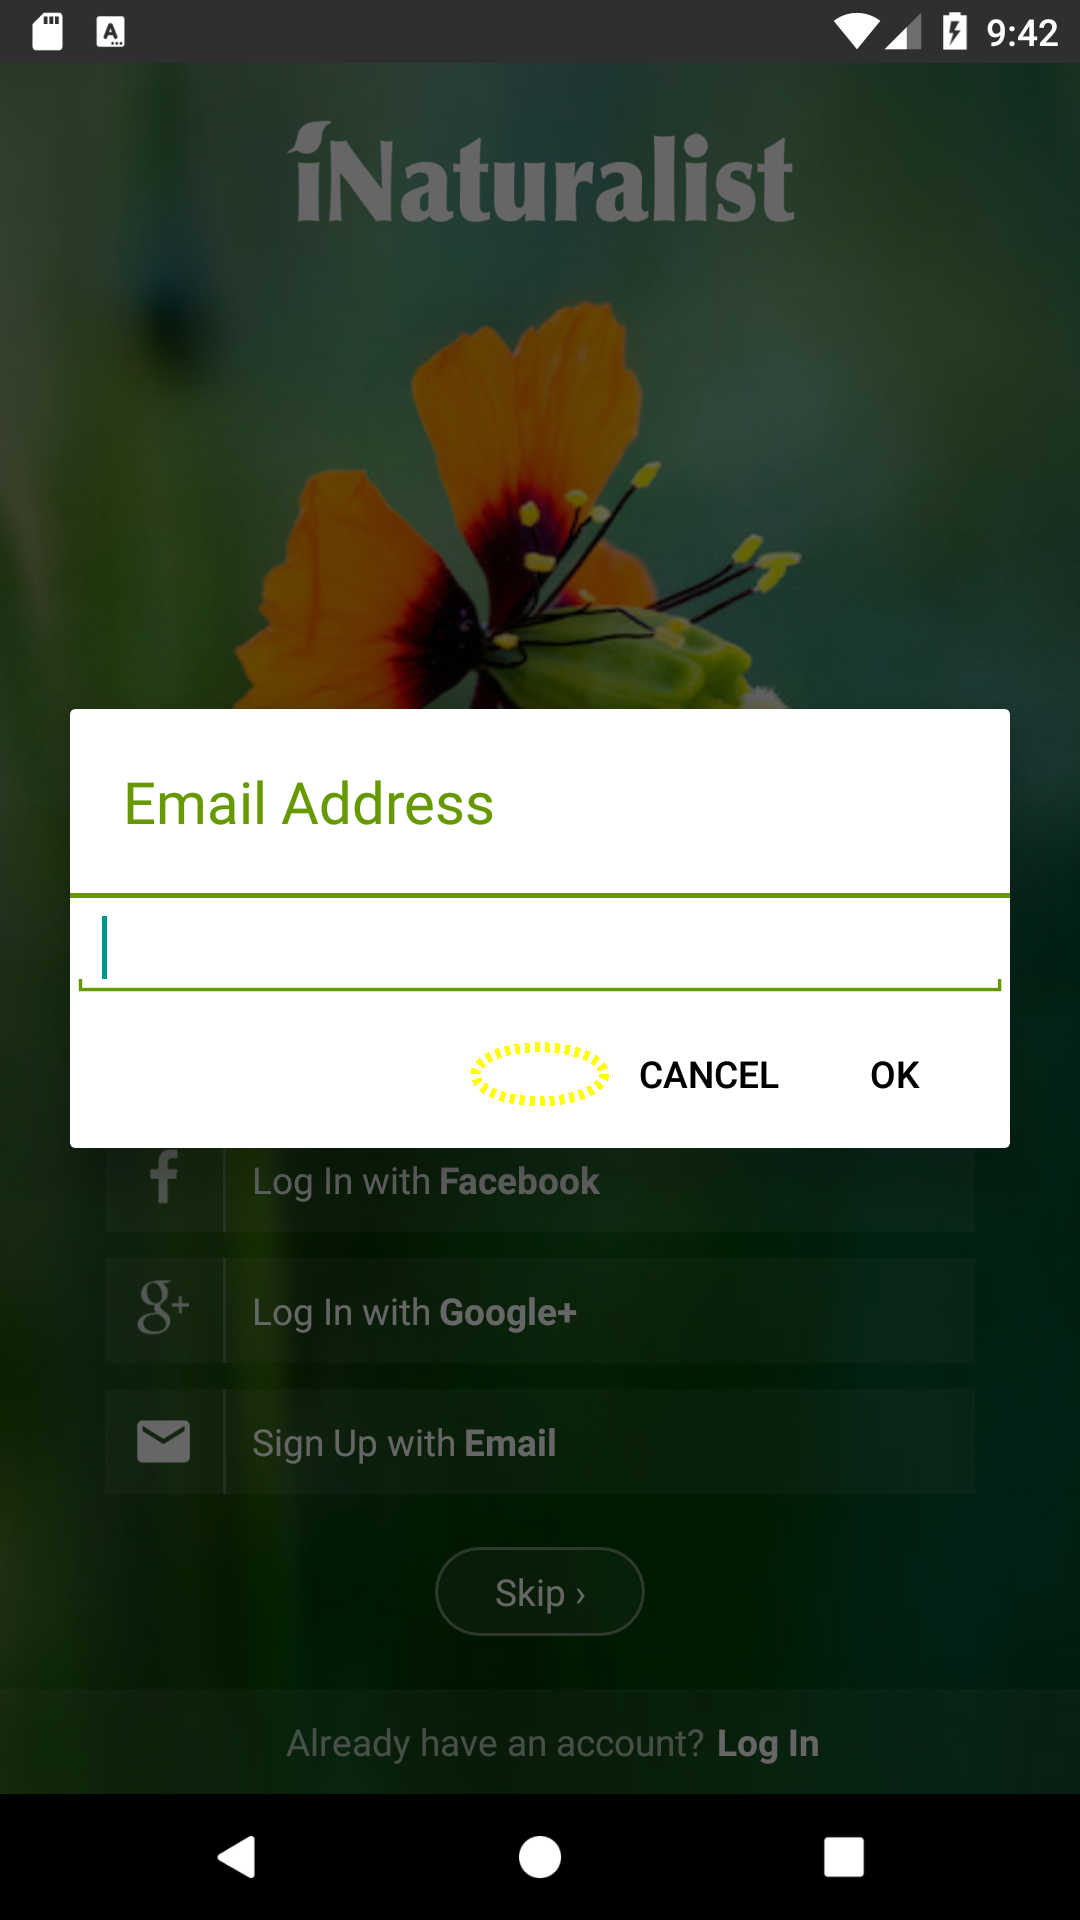 9:42
iNaturalist
Email Address
CANCEL OK
Log In with Facebook
g+ Log In with Google+
Sign Up with Email
Skip ›
Already have an account? Log In